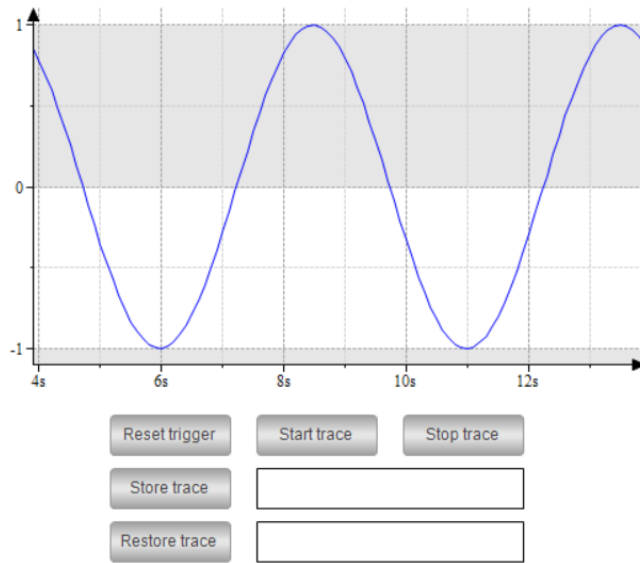 1
0
-1
4s 6s 8s 10s 12s
Reset trigger Start trace Stop trace
Store trace
Restore trace